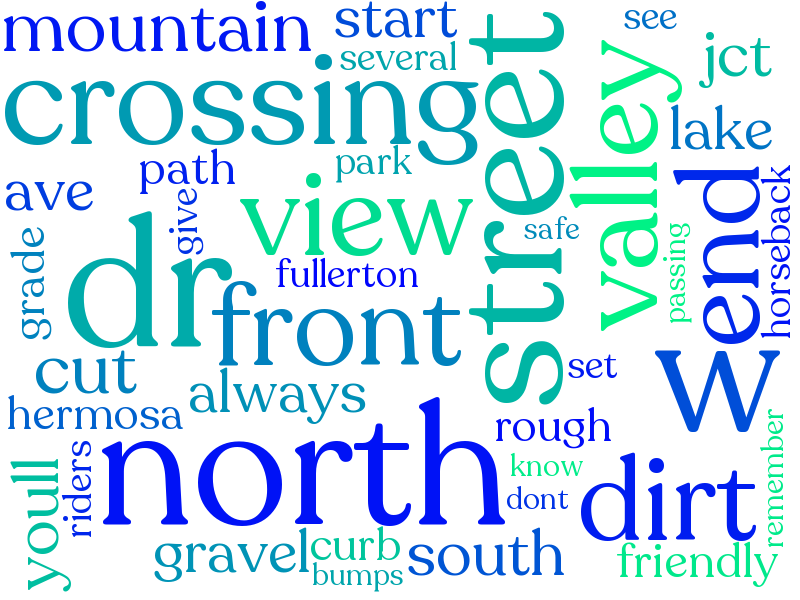 mountain
start
see
several
jct
crossing
street
valley
lake
path
park
ave
view
give
safe
end
horseback
dr
grade
passing
fullerton
front
w
cut
set
always
hermosa
rough
north
know
dont
dirt
remember
youll
riders
gravel
curb
south
friendly
bumps